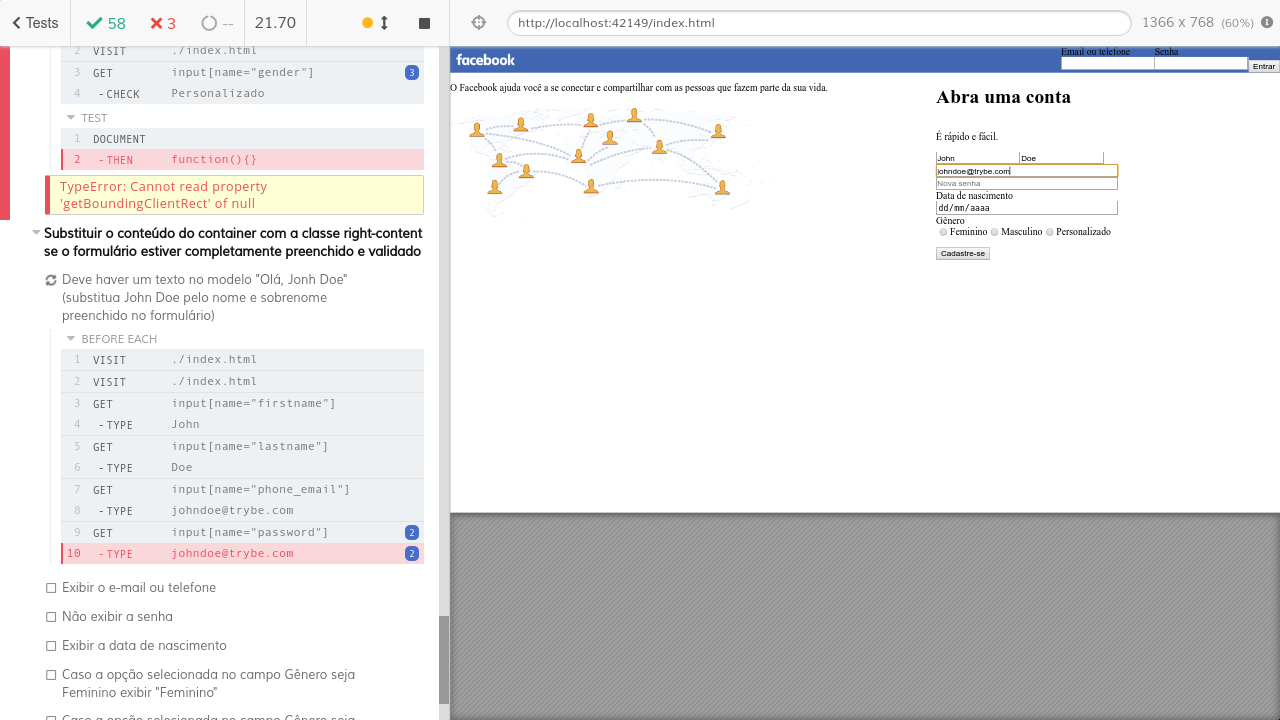 Tests
58
3
--
21.70
http://localhost:42149/index.html
1366 x 768 (60%)
2 VISIT ./index.html
3 GET input[name="gender"] 3
4 -CHECK Personalizado
TEST
1 DOCUMENT
2 -THEN function(){}
TypeError: Cannot read property
'getBoundingClientRect' of null
Substituir o conteúdo do container com a classe right-content
se o formulário estiver completamente preenchido e validado
Deve haver um texto no modelo "Olá, Jonh Doe"
(substitua John Doe pelo nome e sobrenome
preenchido no formulário)
BEFORE EACH
1 VISIT ./index.html
2 VISIT ./index.html
3 GET input[name="firstname"]
4 -TYPE John
5 GET input[name="lastname"]
6 -TYPE Doe
7 GET input[name="phone_email"]
8 -TYPE johndoe@trybe.com
9 GET input[name="password"] 2
10 -TYPE johndoe@trybe.com 2
Exibir o e-mail ou telefone
Não exibir a senha
Exibir a data de nascimento
Caso a opção selecionada no campo Gênero seja
Feminino exibir "Feminino"
Caso a opção selecionada no campo Gênero seja
facebook
Email ou telefone
Senha
Entrar
O Facebook ajuda você a se conectar e compartilhar com as pessoas que fazem parte da sua vida.
Abra uma conta
É rápido e fácil.
John
Doe
johndoe@trybe.com
Nova senha
Data de nascimento
dd/mm/aaaa
Gênero
Feminino Masculino Personalizado
Cadastre-se